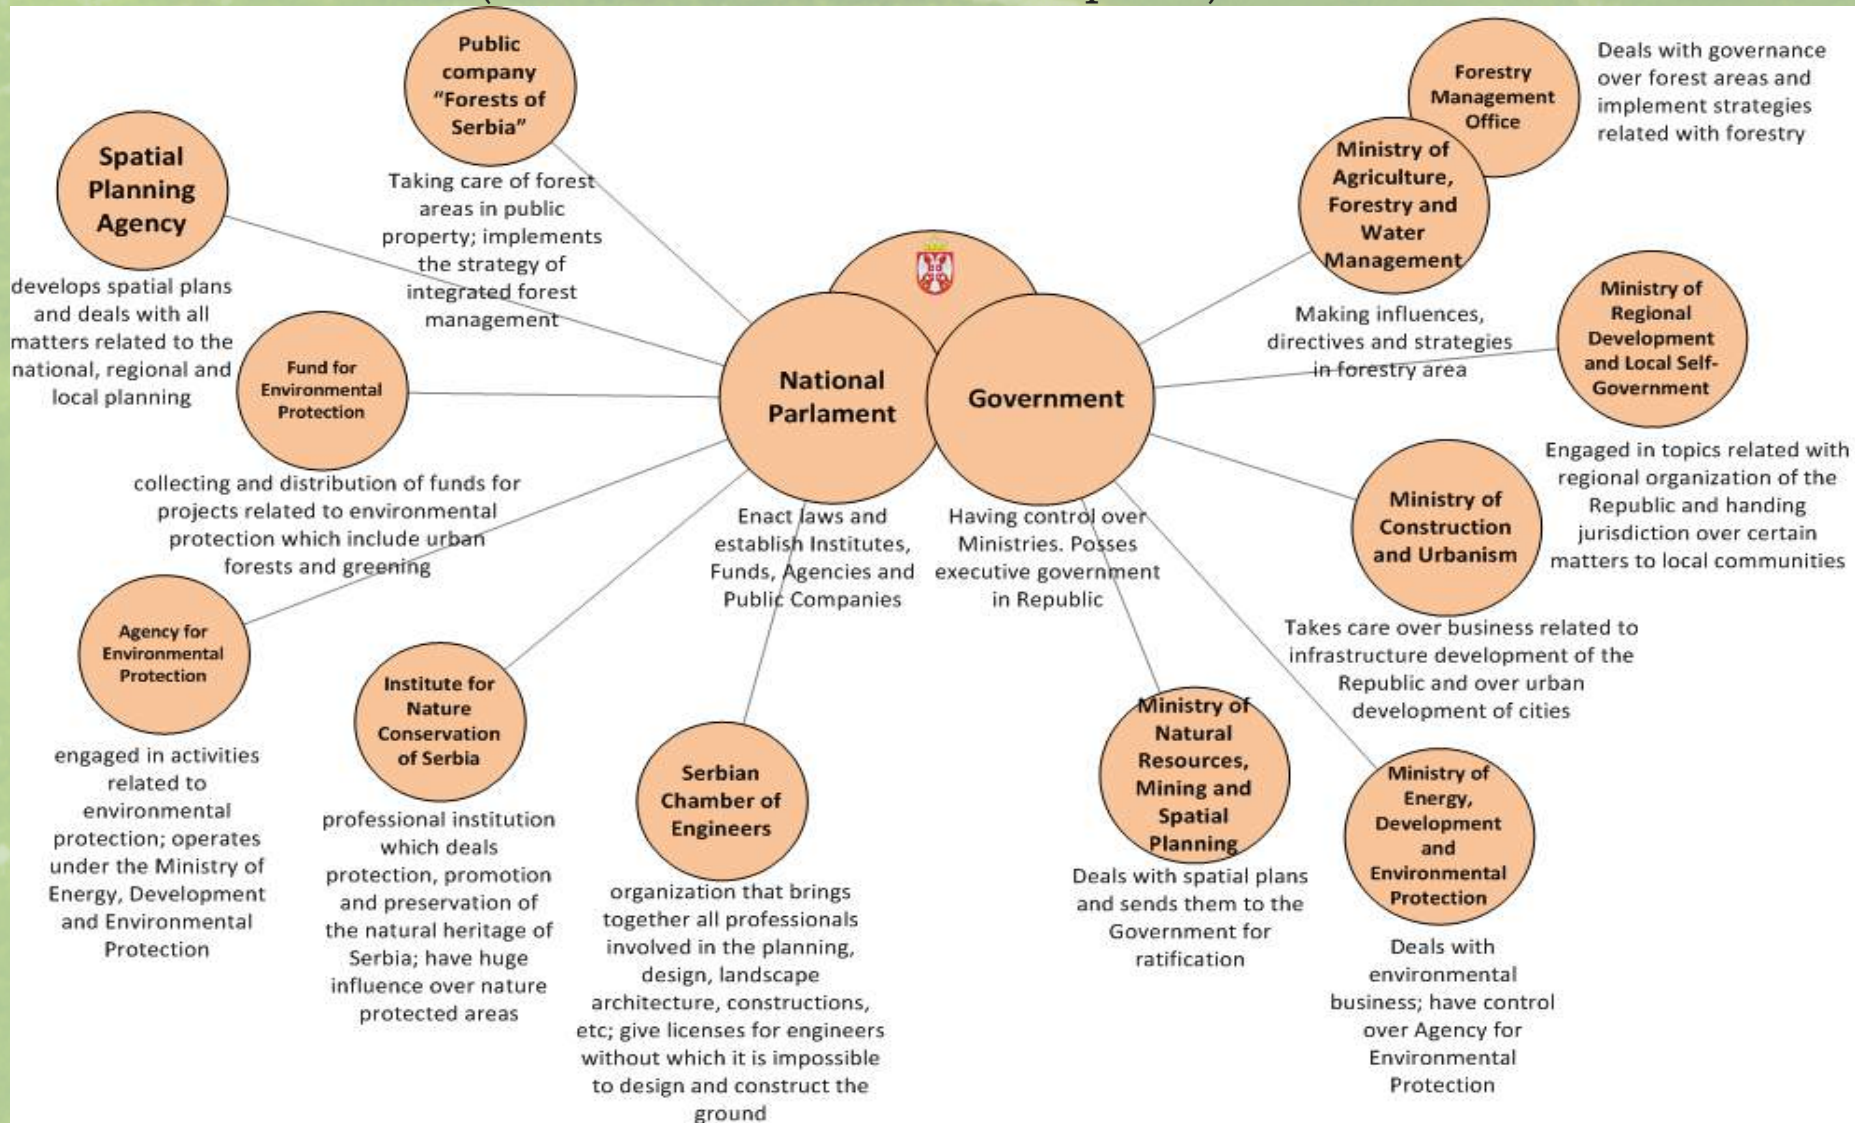 Public
company
“Forests of
Serbia”
Taking care of forest
areas in public
property; implements
the strategy of
integrated forest
management
Spatial
Planning
Agency
develops spatial plans
and deals with all
matters related to the
national, regional and
local planning
Fund for
Environmental
Protection
collecting and distribution of funds for
projects related to environmental
protection which include urban
forests and greening
Agency for
Environmental
Protection
engaged in activities
related to
environmental
protection; operates
under the Ministry of
Energy, Development
and Environmental
Protection
Institute for
Nature
Conservation
of Serbia
professional institution
which deals
protection, promotion
and preservation of
the natural heritage of
Serbia; have huge
influence over nature
protected areas
Serbian
Chamber of
Engineers
organization that brings
together all professionals
involved in the planning,
design, landscape
architecture, constructions,
etc; give licenses for engineers
without which it is impossible
to design and construct the
ground
National
Parlament
Enact laws and
establish Institutes,
Funds, Agencies and
Public Companies
Government
Having control over
Ministries. Posses
executive government
in Republic
Forestry
Management
Office
Deals with governance
over forest areas and
implement strategies
related with forestry
Ministry of
Agriculture,
Forestry and
Water
Management
Making influences,
directives and strategies
in forestry area
Ministry of
Regional
Development
and Local Self-
Government
Engaged in topics related with
regional organization of the
Republic and handing
jurisdiction over certain
matters to local communities
Ministry of
Construction
and Urbanism
Takes care over business related to
infrastructure development of the
Republic and over urban
development of cities
Ministry of
Natural
Resources,
Mining and
Spatial
Planning
Deals with spatial plans
and sends them to the
Government for
ratification
Ministry of
Energy,
Development
and
Environmental
Protection
Deals with
environmental
business; have control
over Agency for
Environmental
Protection